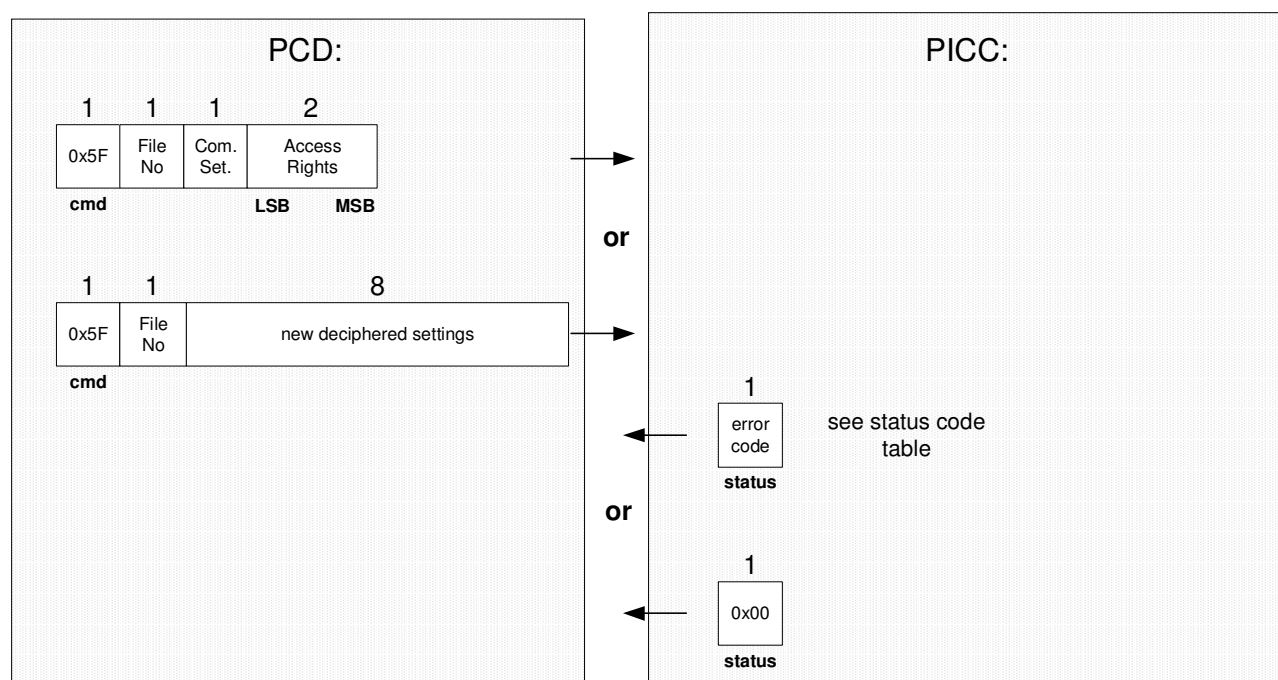 PCD:
PICC:
1 1 1 2
0x5F
File
No
Com.
Set.
Access
Rights
cmd
LSB MSB
or
1 1 8
0x5F
File
No
new deciphered settings
cmd
1
error
code
see status code
table
status
or
1
0x00
status